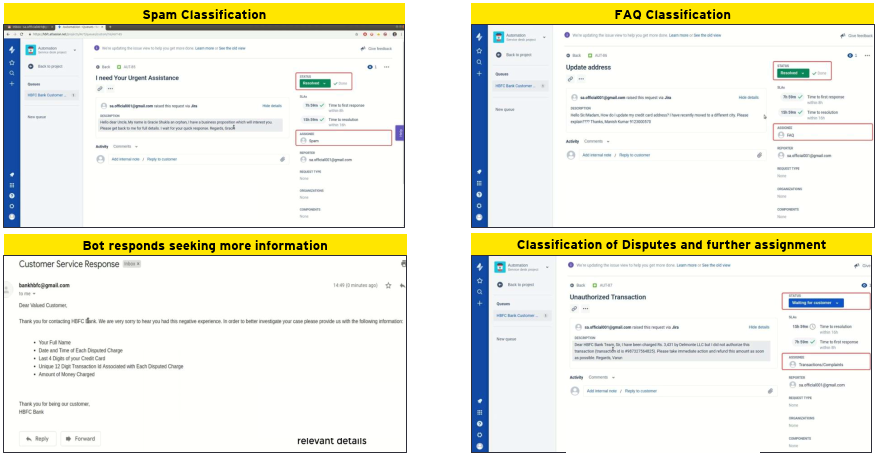 Spam Classification
Automation
Service desk project
We're updating the issue view to help you get more done. Learn more or See the old view
Give feedback
Back to project
Back
Queues
HBFC Bank Customer ...
New queue
I need Your Urgent Assistance
sa.official001@gmail.com raised this request via Jira
Hide details
DESCRIPTION
Hello dear uncle, My name is Gracie Shaba an orphan, i have a business proposition which will interest you
Please get back to me for full details. I wait for your quick response. Regards, Gracie
Activity Comments
Add internal note / Reply to customer
STATUS
Resolved Done
SLAs
7h 59m Time to first response
within 8h
15h 59m Time to resolution
within 16h
ASSIGNEE
Spam
REPORTER
sa.official001@gmail.com
REQUEST TYPE
None
ORGANIZATIONS
None
COMPONENTS
None
FAQ Classification
Automation
Service desk project
We're updating the issue view to help you get more done. Learn more or See the old view
Give feedback
Back to project
Back
Queues
HBFC Bank Customer ...
New queue
Update address
sa.official001@gmail.com raised this request via Jira
Hide details
DESCRIPTION
Hello Sir/Madam, How do i update my credit card address? I have recently moved to a different city. Please
explain???? Thanks, Manish Kumar
Activity Comments
Add internal note / Reply to customer
STATUS
Resolved Done
SLAs
7h 59m Time to first response
within 8h
15h 59m Time to resolution
within 16h
ASSIGNEE
FAQ
REPORTER
sa.official001@gmail.com
REQUEST TYPE
None
ORGANIZATIONS
None
COMPONENTS
None
Bot responds seeking more information
Customer Service Response Inbox x
bankhbfc@gmail.com
14:49 (0 minutes ago)
to me
Dear Valued Customer,
Thank you for contacting HBFC Bank. We are very sorry to hear you had this negative experience. In order to better investigate your case please provide us with the following information:
• Your Full Name
• Date and Time of Each Disputed Charge
• Last 4 Digits of your Credit Card
• Unique 12 Digit Transaction Id Associated with Each Disputed Charge
• Amount of Money Charged
Thank you for being our customer,
HBFC Bank
Reply Forward
relevant details
Classification of Disputes and further assignment
Automation
Service desk project
We're updating the issue view to help you get more done. Learn more or See the old view
Give
Back to project
Back
Queues
HBFC Bank Customer ...
New queue
Unauthorized Transaction
sa.official001@gmail.com raised this request via Jira
Hide details
DESCRIPTION
Dear HBFC Bank Team, Sir, I have been charged Rs. 3,431 by Delmonte LLC but I did not authorize this
transaction (transaction id is 498732756482S). Please take immediate action and refund this amount as soon
as possible. Regards, Varun
Activity Comments
Add internal note / Reply to customer
STATUS
Waiting for customer
SLAs
15h 59m Time to resolution
within 16h
7h 59m Time to first response
within 8h
ASSIGNEE
Transactions/Complaints
REPORTER
sa.official001@gmail.com
REQUEST TYPE
None
ORGANIZATIONS
None
COMPONENTS
None